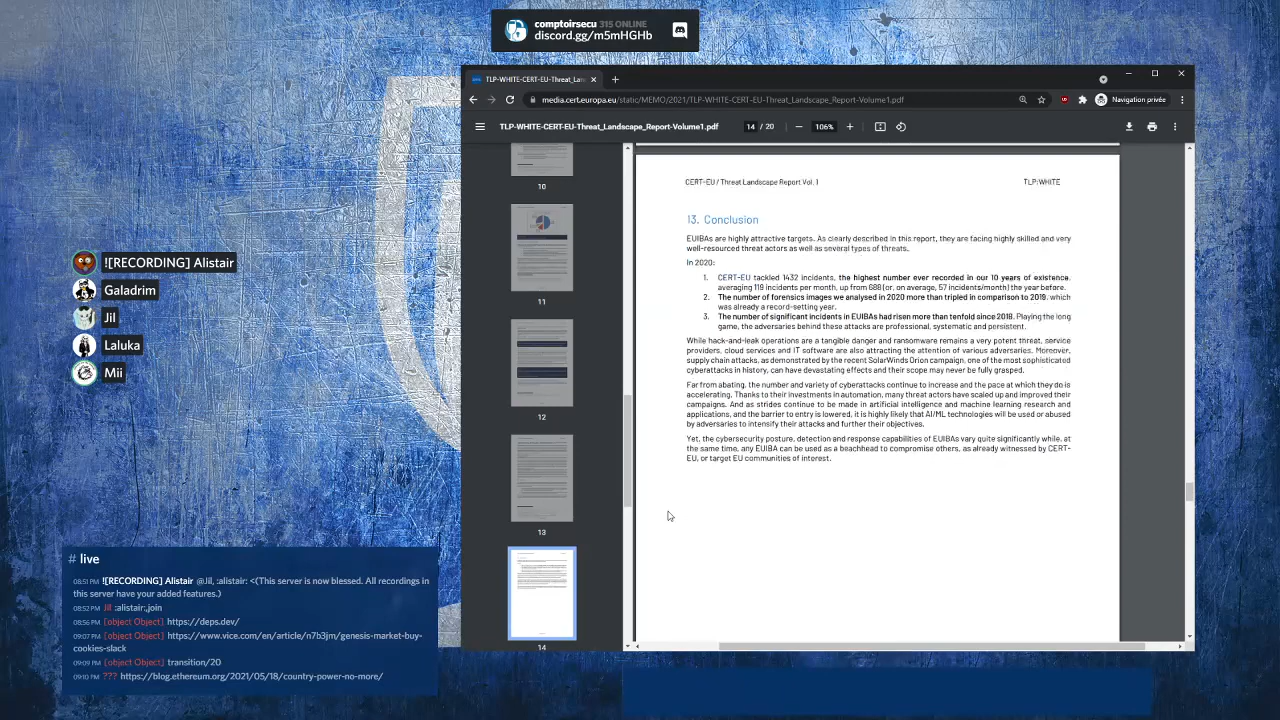 comptoirsecu 315 ONLINE
discord.gg/m5mHGHb
TLP-WHITE-CERT-EU-Threat_La
media.cert.europa.eu/static/MEMO/2021/TLP-WHITE-CERT-EU-Threat_Landscape_Report-Volume1.pdf
Navigation privée
TLP-WHITE-CERT-EU-Threat_Landscape_Report-Volume1.pdf
14 / 20
106%
10
11
12
13
14
CERT-EU / Threat Landscape Report Vol. 1
TLP:WHITE
13. Conclusion
EUIBAs are highly attractive targets. As clearly described in this report, they are facing highly skilled and very
well-resourced threat actors as well as several types of threats.
In 2020:
1. CERT-EU tackled 1432 incidents, the highest number ever recorded in our 10 years of existence,
averaging 119 incidents per month, up from 688 (or, on average, 57 incidents/month) the year before.
2. The number of forensics images we analysed in 2020 more than tripled in comparison to 2019, which
was already a record-setting year.
3. The number of significant incidents in EUIBAs had risen more than tenfold since 2018. Playing the long
game, the adversaries behind these attacks are professional, systematic and persistent.
While hack-and-leak operations are a tangible danger and ransomware remains a very potent threat, service
providers, cloud services and IT software are also attracting the attention of various adversaries. Moreover,
supply chain attacks, as demonstrated by the recent SolarWinds Orion campaign, one of the most sophisticated
cyberattacks in history, can have devastating effects and their scope may never be fully grasped.
Far from abating, the number and variety of cyberattacks continue to increase and the pace at which they do is
accelerating. Thanks to their investments in automation, many threat actors have scaled up and improved their
campaigns. And as strides continue to be made in artificial intelligence and machine learning research and
applications, and the barrier to entry is lowered, it is highly likely that AI/ML technologies will be used or abused
by adversaries to intensify their attacks and further their objectives.
Yet, the cybersecurity posture, detection and response capabilities of EUIBAs vary quite significantly while, at
the same time, any EUIBA can be used as a beachhead to compromise others, as already witnessed by CERT-
EU, or target EU communities of interest.
![RECORDING] Alistair
Galadrim
Jil
Laluka
Mii
# live
08:51 PM ![RECORDING] Alistair @Jil, :alistair: <(This server is now blessed. All recordings in
this server have your added features.)
08:52 PM Jil :alistair:,join
08:56 PM [object Object] https://deps.dev/
09:07 PM [object Object] https://www.vice.com/en/article/n7b3jm/genesis-market-buy-
cookies-slack
09:09 PM [object Object] transition/20
09:10 PM ??? https://blog.ethereum.org/2021/05/18/country-power-no-more/